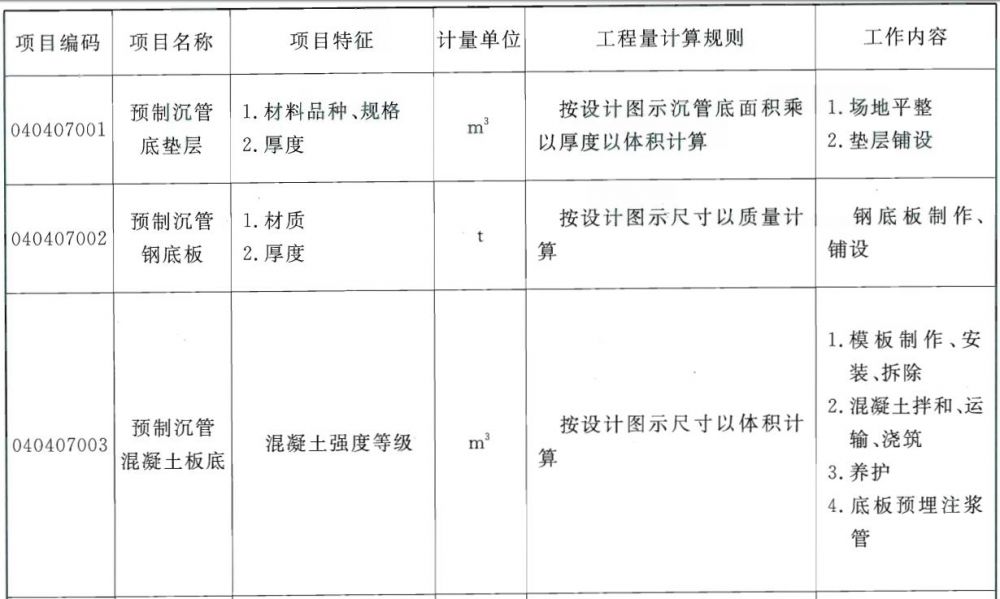 项目编码 项目名称 项目特征 计量单位 工程量计算规则 工作内容
040407001
预制沉管
底垫层
1.材料品种、规格
2.厚度
m³
按设计图示沉管底面积乘
以厚度以体积计算
1.场地平整
2.垫层铺设
040407002
预制沉管
钢底板
1.材质
2.厚度
t
按设计图示尺寸以质量计
算
钢底板制作、
铺设
040407003
预制沉管
混凝土板底
混凝土强度等级
m³
按设计图示尺寸以体积计
算
1.模板制作、安
装、拆除
2.混凝土拌和、运
输、浇筑
3.养护
4.底板预埋注浆
管